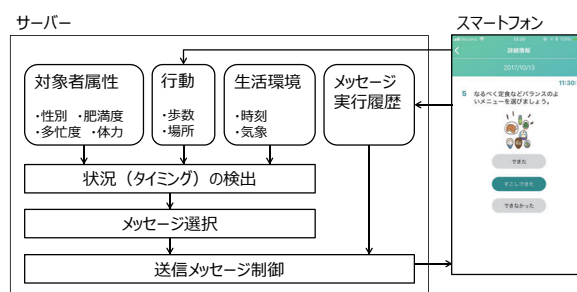 サーバー
スマートフォン
対象者属性
・性別 ・肥満度
・多忙度 ・体力
行動
・歩数
・場所
生活環境
・時刻
・気象
メッセージ
実行履歴
状況（タイミング）の検出
メッセージ選択
送信メッセージ制御
詳細情報
2017/10/13
11:30:
5 なるべく定食などバランスのよ
いメニューを選びましょう。
できた
すこしできた
できなかった